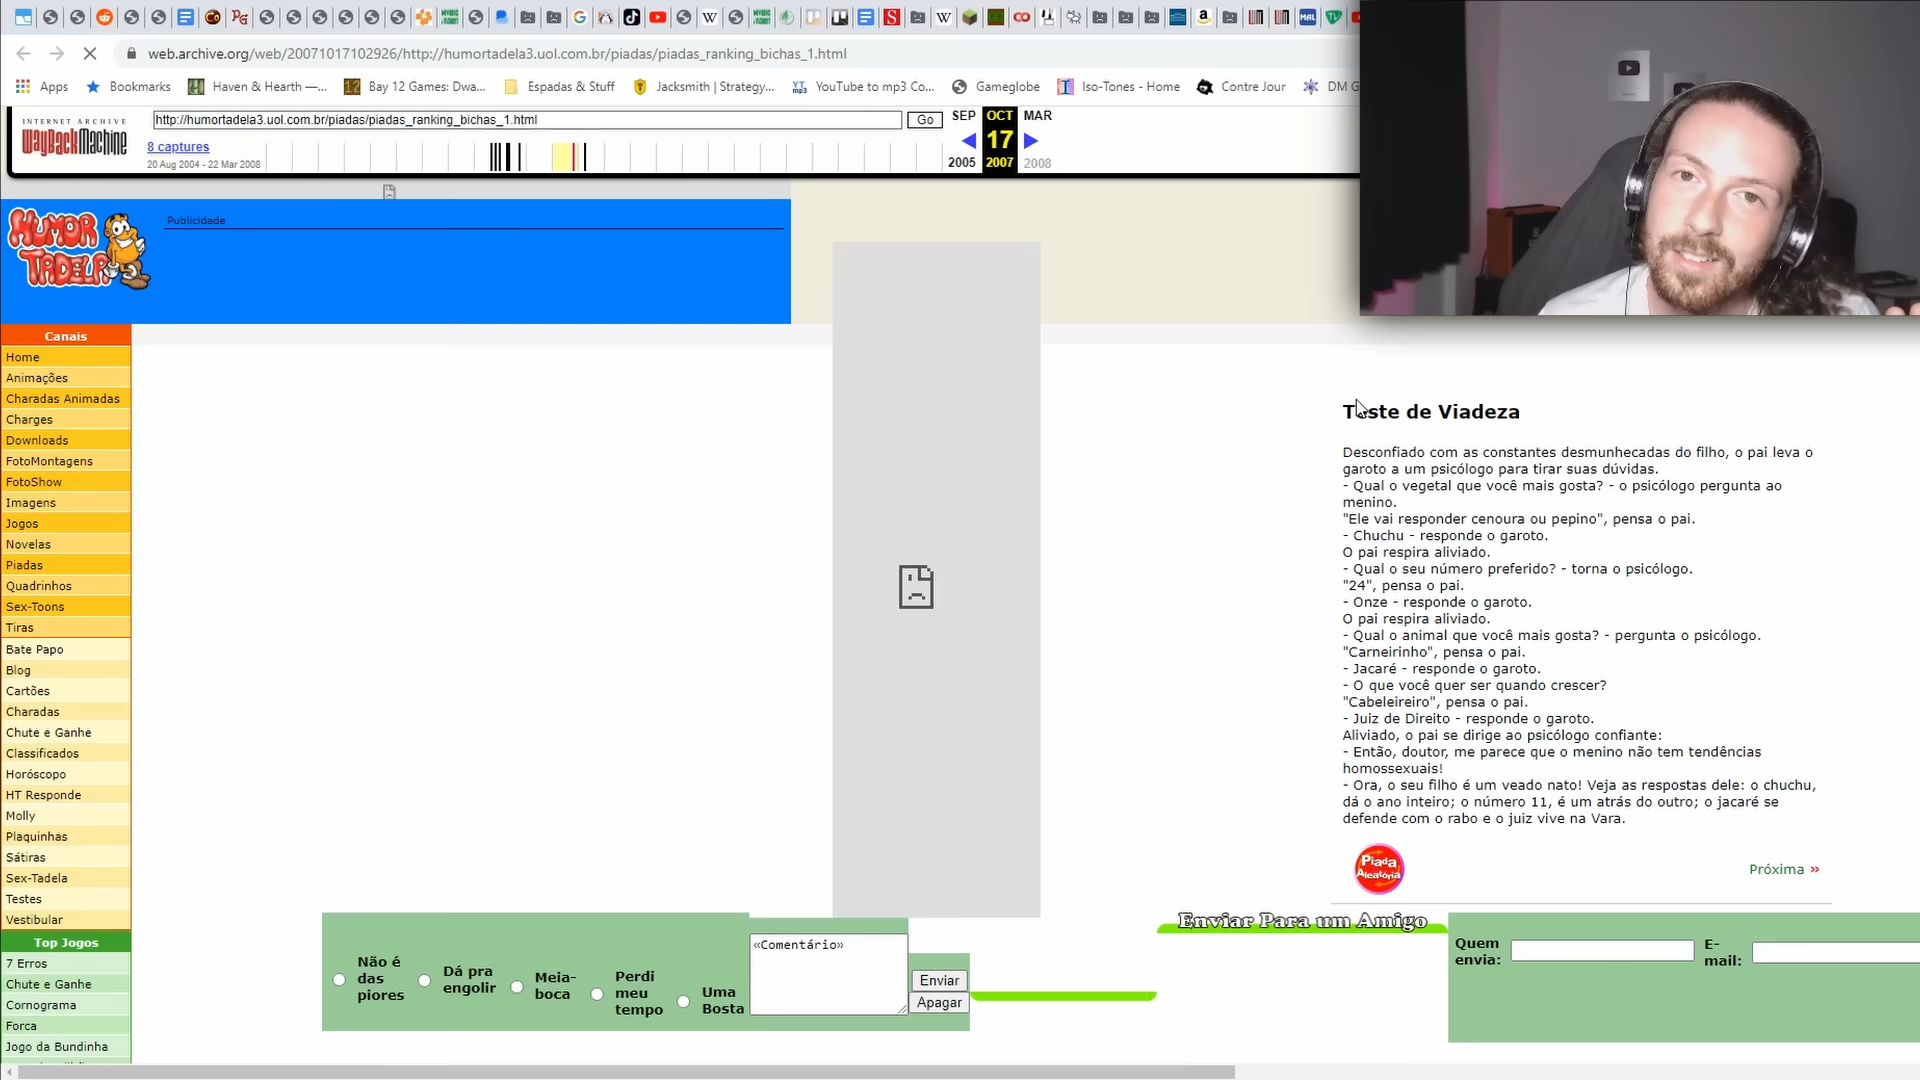 web.archive.org/web/20071017102926/http://humortadela3.uol.com.br/piadas/piadas_ranking_bichas_1.html
Apps
Bookmarks
Haven & Hearth —...
Bay 12 Games: Dwa...
Espadas & Stuff
Jacksmith | Strategy...
YouTube to mp3 Co...
Gameglobe
Iso-Tones - Home
Contre Jour
DM G
INTERNET ARCHIVE
WayBackMachine
http://humortadela3.uol.com.br/piadas/piadas_ranking_bichas_1.html
Go
SEP
OCT
MAR
8 captures
17
20 Aug 2004 - 22 Mar 2008
2005
2007
2008
HUMOR
TADELA
Publicidade
Canais
Home
Animações
Charadas Animadas
Charges
Downloads
FotoMontagens
FotoShow
Imagens
Jogos
Novelas
Piadas
Quadrinhos
Sex-Toons
Tiras
Bate Papo
Blog
Cartões
Charadas
Chute e Ganhe
Classificados
Horóscopo
HT Responde
Molly
Plaquinhas
Sátiras
Sex-Tadela
Testes
Vestibular
Top Jogos
7 Erros
Chute e Ganhe
Cornograma
Forca
Jogo da Bundinha
Teste de Viadeza
Desconfiado com as constantes desmunhecadas do filho, o pai leva o
garoto a um psicólogo para tirar suas dúvidas.
- Qual o vegetal que você mais gosta? - o psicólogo pergunta ao
menino.
"Ele vai responder cenoura ou pepino", pensa o pai.
- Chuchu - responde o garoto.
O pai respira aliviado.
- Qual o seu número preferido? - torna o psicólogo.
"24", pensa o pai.
- Onze - responde o garoto.
O pai respira aliviado.
- Qual o animal que você mais gosta? - pergunta o psicólogo.
"Carneirinho", pensa o pai.
- Jacaré - responde o garoto.
- O que você quer ser quando crescer?
"Cabeleireiro", pensa o pai.
- Juiz de Direito - responde o garoto.
Aliviado, o pai se dirige ao psicólogo confiante:
- Então, doutor, me parece que o menino não tem tendências
homossexuais!
- Ora, o seu filho é um veado nato! Veja as respostas dele: o chuchu,
dá o ano inteiro; o número 11, é um atrás do outro; o jacaré se
defende com o rabo e o juiz vive na Vara.
Piada
Aleatória
Próxima »
Não é
das
piores
Dá pra
engolir
Meia-
boca
Perdi
meu
tempo
Uma
Bosta
«Comentário»
Enviar
Apagar
Enviar Para um Amigo
Quem
envia:
E-
mail: